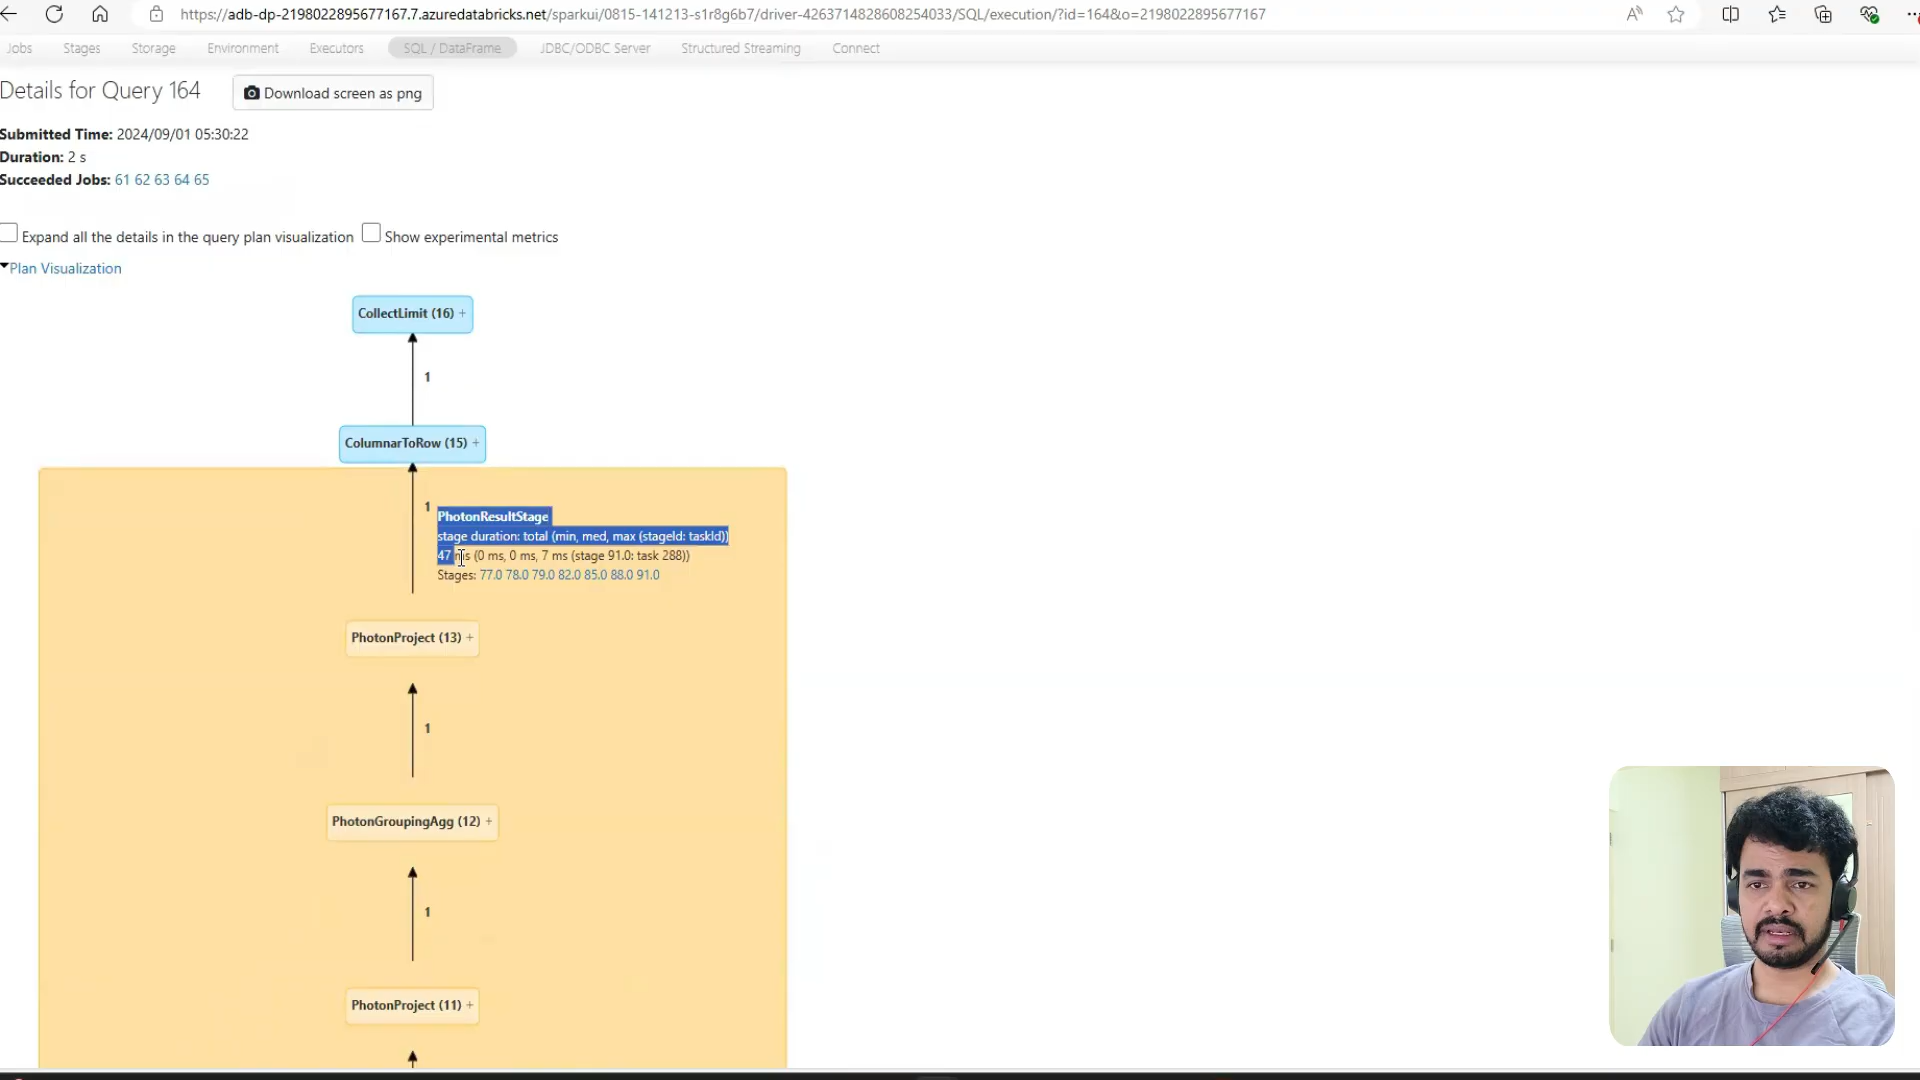 https://adb-dp-2198022895677167.7.azuredatabricks.net/sparkui/0815-141213-s1r8g6b7/driver-4263714828608254033/SQL/execution/?id=164&o=2198022895677167
Jobs Stages Storage Environment Executors SQL / DataFrame JDBC/ODBC Server Structured Streaming Connect
Details for Query 164 Download screen as png
Submitted Time: 2024/09/01 05:30:22
Duration: 2 s
Succeeded Jobs: 61 62 63 64 65
Expand all the details in the query plan visualization Show experimental metrics
Plan Visualization
CollectLimit (16) +
1
ColumnarToRow (15) +
1
PhotonResultStage
stage duration: total (min, med, max (stageId: taskId))
47 ms (0 ms, 0 ms, 7 ms (stage 91.0: task 288))
Stages: 77.0 78.0 79.0 82.0 85.0 88.0 91.0
PhotonProject (13) +
1
PhotonGroupingAgg (12) +
1
PhotonProject (11) +